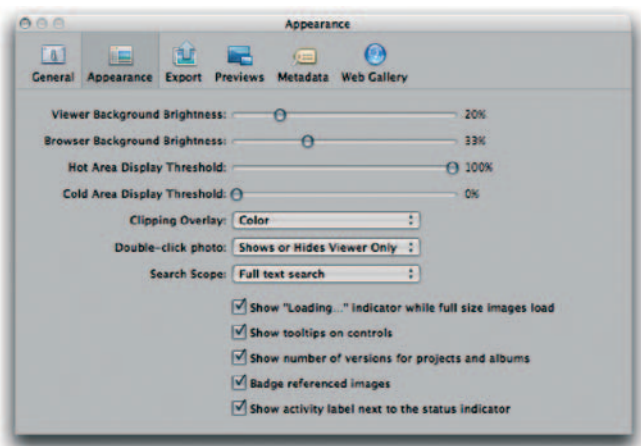 Appearance
General Appearance Export Previews Metadata Web Gallery
Viewer Background Brightness: 20%
Browser Background Brightness: 33%
Hot Area Display Threshold: 100%
Cold Area Display Threshold: 0%
Clipping Overlay: Color
Double-click photo: Shows or Hides Viewer Only
Search Scope: Full text search
Show "Loading..." indicator while full size images load
Show tooltips on controls
Show number of versions for projects and albums
Badge referenced images
Show activity label next to the status indicator